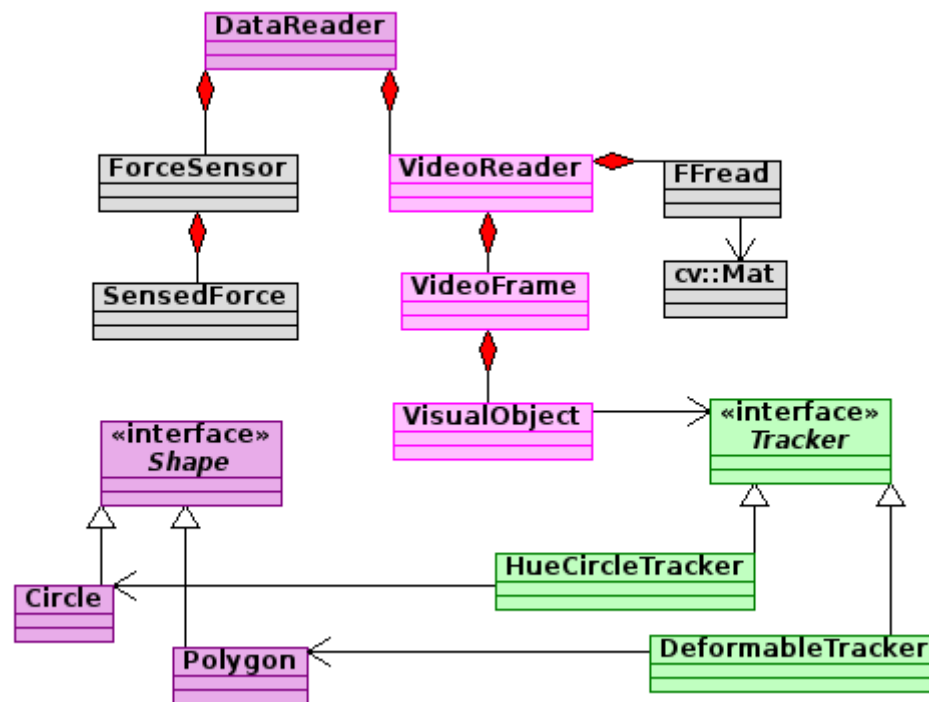 DataReader
ForceSensor
VideoReader
FFread
SensedForce
VideoFrame
cv::Mat
VisualObject
«interface»
Tracker
«interface»
Shape
HueCircleTracker
Circle
DeformableTracker
Polygon